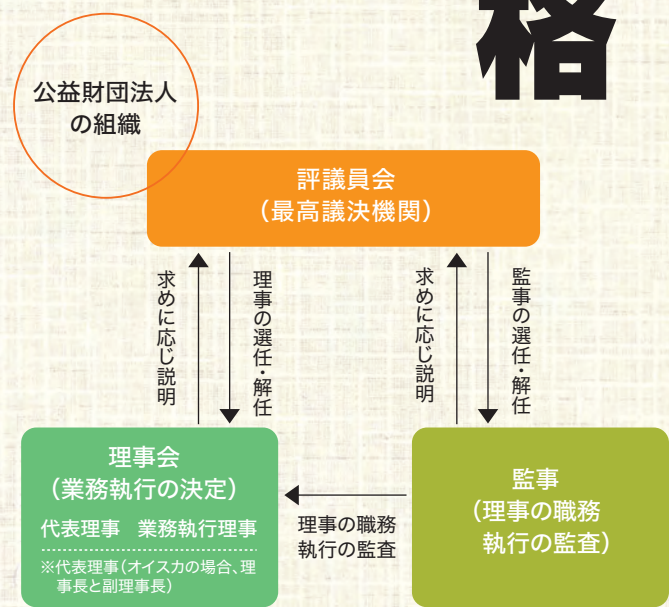 格
公益財団法人
の組織
評議員会
（最高議決機関）
求めに応じ説明
理事の選任・解任
求めに応じ説明
監事の選任・解任
理事会
（業務執行の決定）
代表理事　業務執行理事
※代表理事（オイスカの場合、理
事長と副理事長）
理事の職務
執行の監査
監事
（理事の職務
執行の監査）